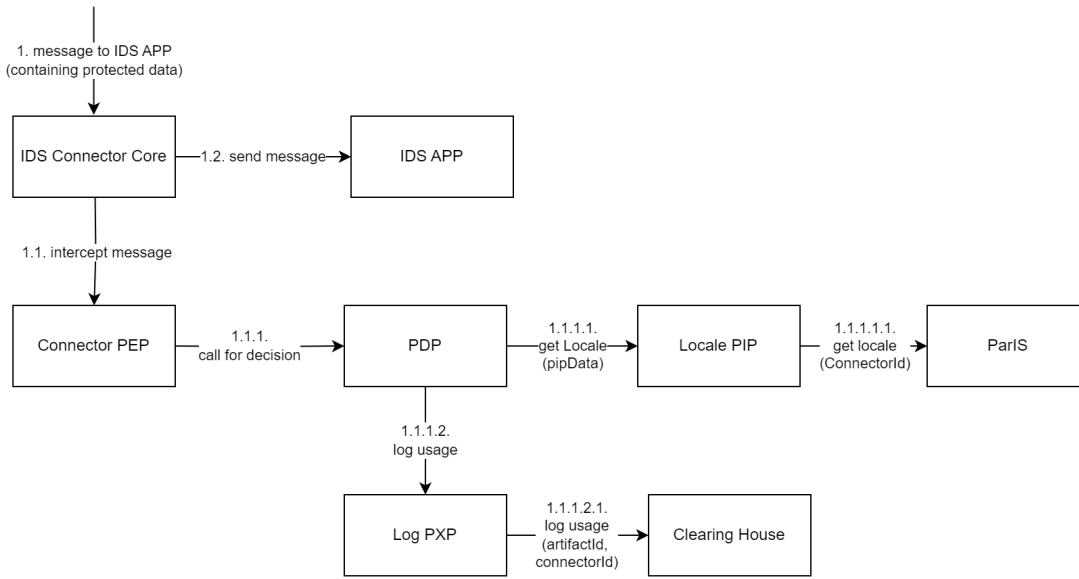 1. message to IDS APP
(containing protected data)
IDS Connector Core
1.2. send message
IDS APP
1.1. intercept message
Connector PEP
1.1.1.
call for decision
PDP
1.1.1.1.
get Locale
(pipData)
Locale PIP
1.1.1.1.1.
get locale
(ConnectorId)
ParIS
1.1.1.2.
log usage
Log PXP
1.1.1.2.1.
log usage
(artifactId,
connectorId)
Clearing House